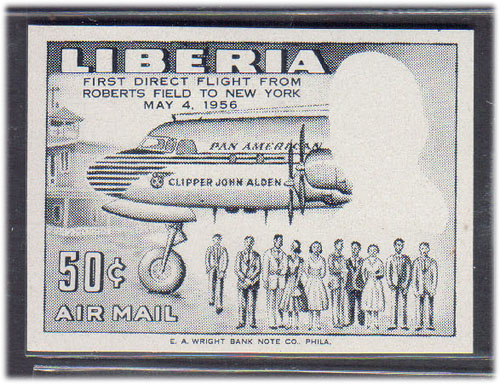 LIBERIA
FIRST DIRECT FLIGHT FROM
ROBERTS FIELD TO NEW YORK
MAY 4, 1956
PAN AMERICAN
CLIPPER JOHN ALDEN
50¢
AIR MAIL
E. A. WRIGHT BANK NOTE CO. PHILA.